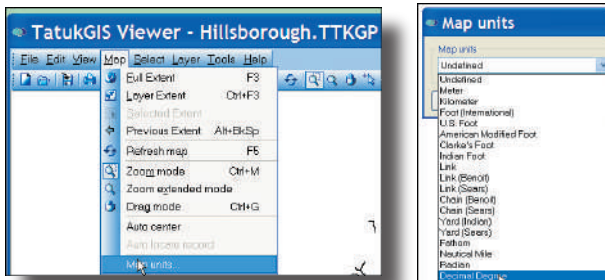 TatukGIS Viewer - Hillsborough.TTKGP
File Edit View Map Select Layer Tools Help
Full Extent F3
Layer Extent Ctrl+F3
Selected Extent
Previous Extent Alt+BkSp
Refresh map F5
Zoom mode Ctrl+M
Zoom extended mode
Drag mode Ctrl+G
Auto center
Auto locate record
Map units...
Map units
Map units
Undefined
Undefined
Meter
Kilometer
Foot (International)
U.S. Foot
American Modified Foot
Clarke's Foot
Indian Foot
Link
Link (Benoit)
Link (Sears)
Chain (Benoit)
Chain (Sears)
Yard (Indian)
Yard (Sears)
Fathom
Nautical Mile
Radian
Decimal Degree